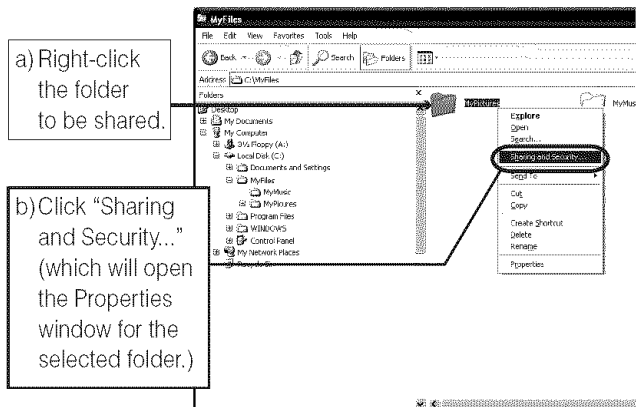 MyFiles
File Edit View Favorites Tools Help
Back Search Folders
Address C:\MyFiles
Folders x
a) Right-click
the folder
to be shared.
Desktop
My Documents
My Computer
3½ Floppy (A:)
Local Disk (C:)
Documents and Settings
MyFiles
MyMusic
MyPicures
Program Files
WINDOWS
Control Panel
My Network Places
Recycle Bin
MyPictures
MyMus
Explore
Open
Search...
Sharing and Security...
Send To
Cut
Copy
Create Shortcut
Delete
Rename
Properties
b) Click “Sharing
and Security...”
(which will open
the Properties
window for the
selected folder.)